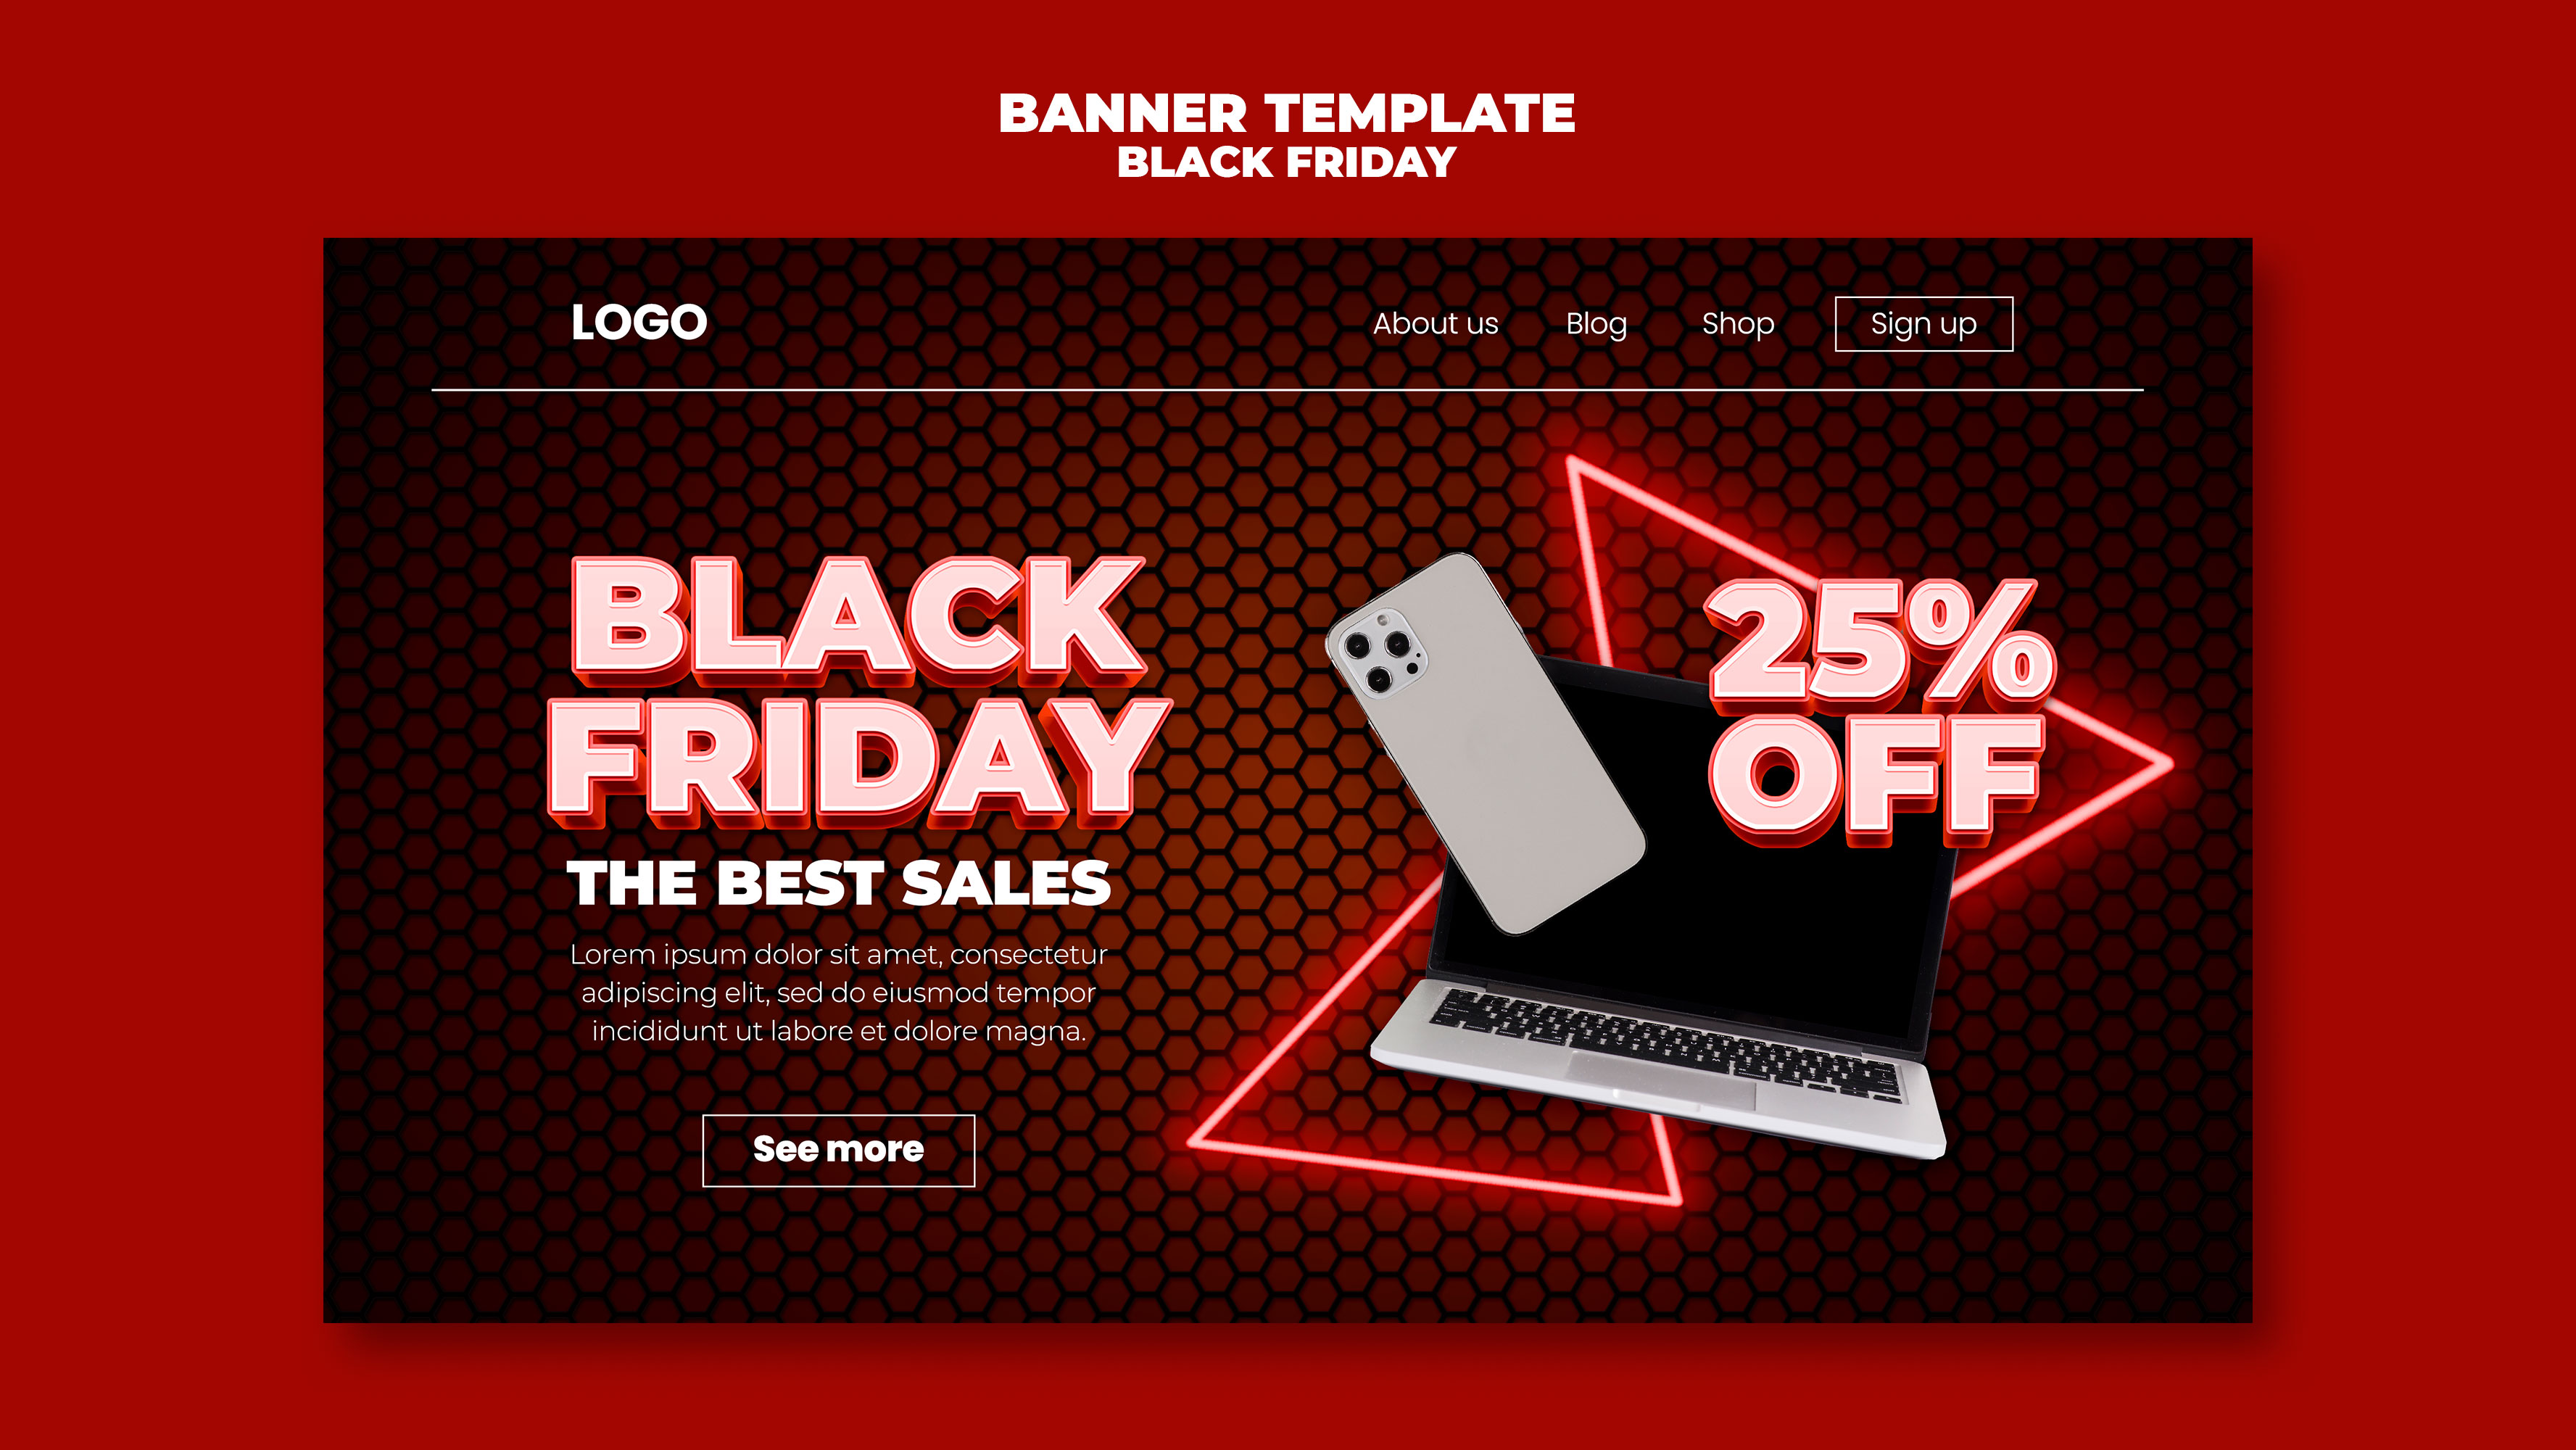 BANNER TEMPLATE
BLACK FRIDAY
LOGO
About us
Blog
Shop
Sign up
BLACK
FRIDAY
THE BEST SALES
Lorem ipsum dolor sit amet, consectetur
adipiscing elit, sed do eiusmod tempor
incididunt ut labore et dolore magna.
See more
25%
OFF